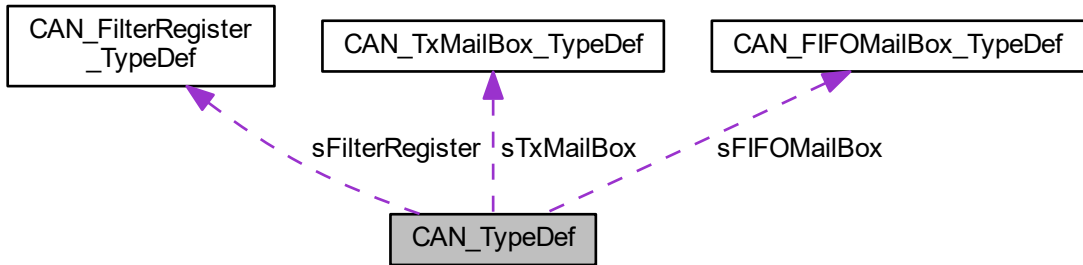 CAN_FilterRegister
_TypeDef
CAN_TxMailBox_TypeDef
CAN_FIFOMailBox_TypeDef
sFilterRegister
sTxMailBox
sFIFOMailBox
CAN_TypeDef